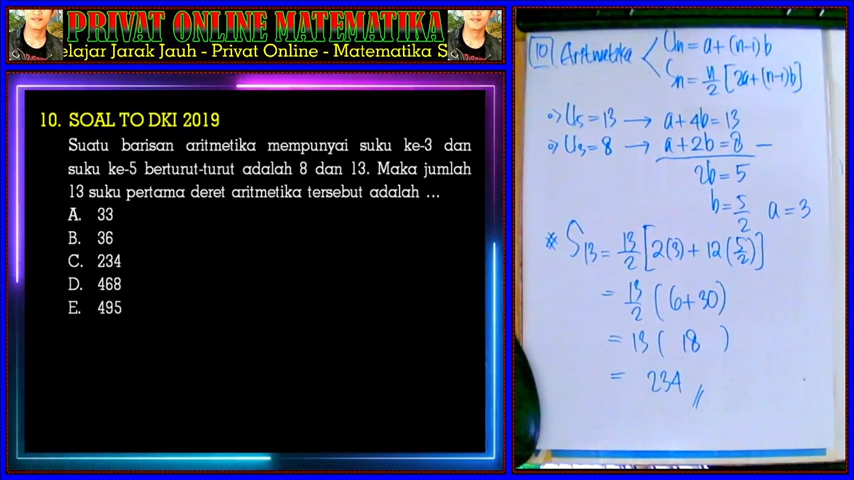 PRIVAT ONLINE MATEMATIKA
elajar Jarak Jauh - Privat Online - Matematika S
10. SOAL TO DKI 2019
Suatu barisan aritmetika mempunyai suku ke-3 dan
suku ke-5 berturut-turut adalah 8 dan 13. Maka jumlah
13 suku pertama deret aritmetika tersebut adalah ...
A. 33
B. 36
C. 234
D. 468
E. 495
10 Aritmetika < Un = a + (n-1)b
Sn = n/2 [2a + (n-1)b]
U5 = 13 → a + 4b = 13
U3 = 8 → a + 2b = 8 −
2b = 5
b = 5/2 a = 3
* S13 = 13/2 [2(3) + 12(5/2)]
= 13/2 (6 + 30)
= 13 ( 18 )
= 234 //